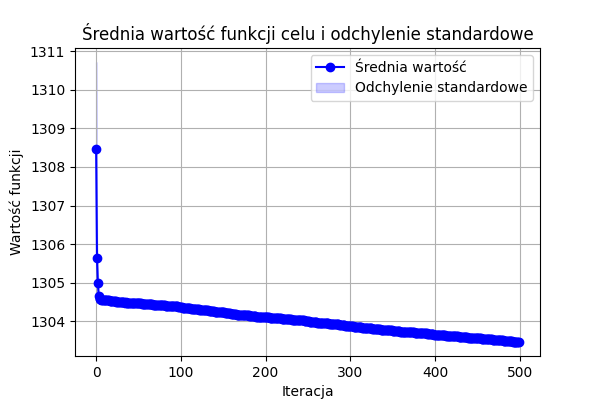 Średnia wartość funkcji celu i odchylenie standardowe
1311
1310
1309
1308
1307
1306
1305
1304
Wartość funkcji
Średnia wartość
Odchylenie standardowe
0 100 200 300 400 500
Iteracja